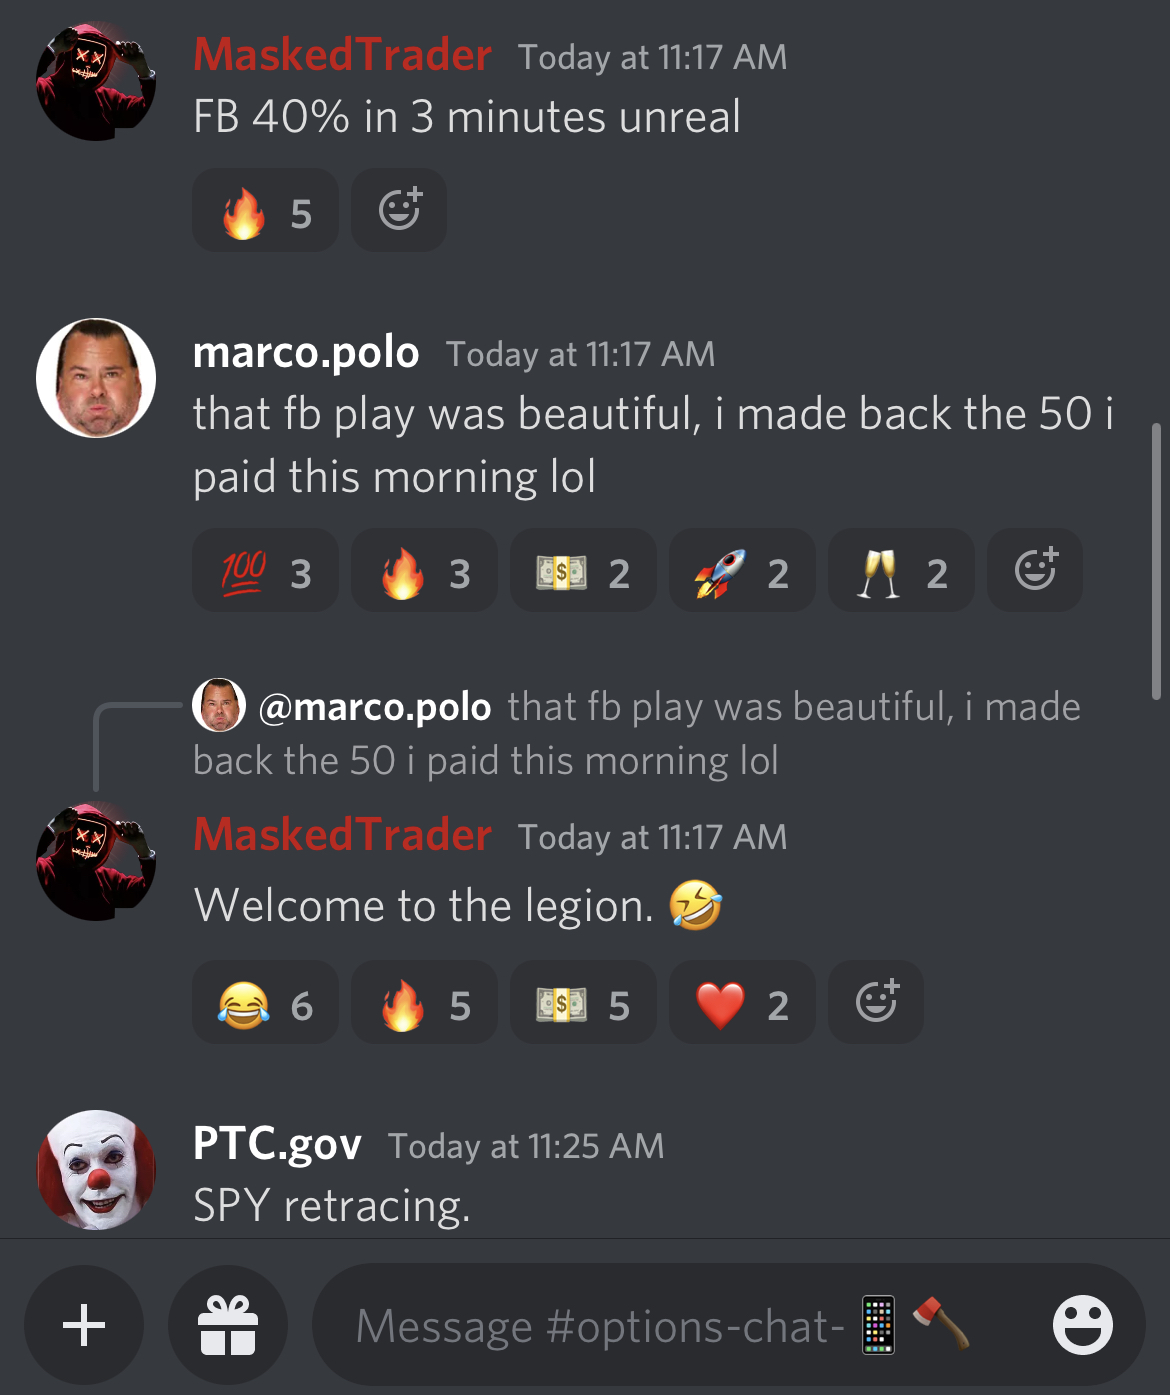 MaskedTrader Today at 11:17 AM
FB 40% in 3 minutes unreal
🔥 5
marco.polo Today at 11:17 AM
that fb play was beautiful, i made back the 50 i
paid this morning lol
💯 3 🔥 3 💵 2 🚀 2 🥂 2
@marco.polo that fb play was beautiful, i made
back the 50 i paid this morning lol
MaskedTrader Today at 11:17 AM
Welcome to the legion. 🤣
😂 6 🔥 5 💵 5 ❤️ 2
PTC.gov Today at 11:25 AM
SPY retracing.
Message #options-chat-📱🪓